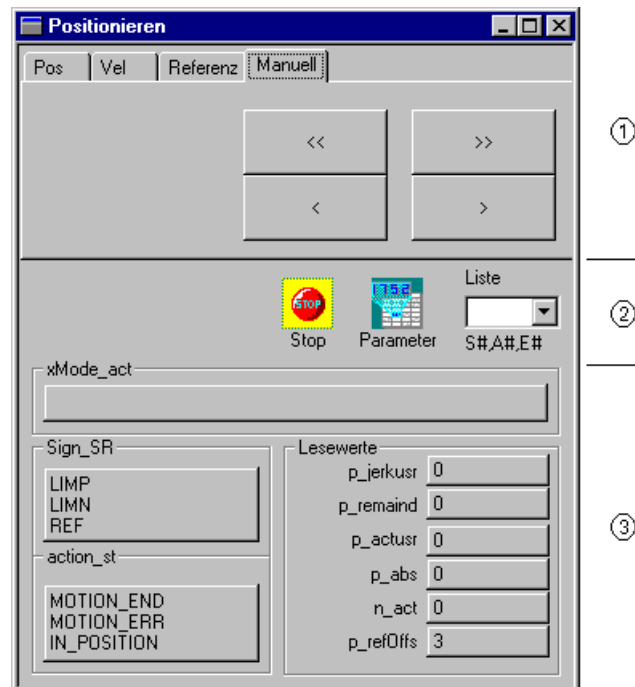 Positionieren
Pos Vel Referenz Manuell
<< >>
< >
①
Liste
STOP
1752
Stop Parameter S#,A#,E#
②
xMode_act
Sign_SR
LIMP
LIMN
REF
action_st
MOTION_END
MOTION_ERR
IN_POSITION
Lesewerte
p_jerkusr 0
p_remaind 0
p_actusr 0
p_abs 0
n_act 0
p_refOffs 3
③